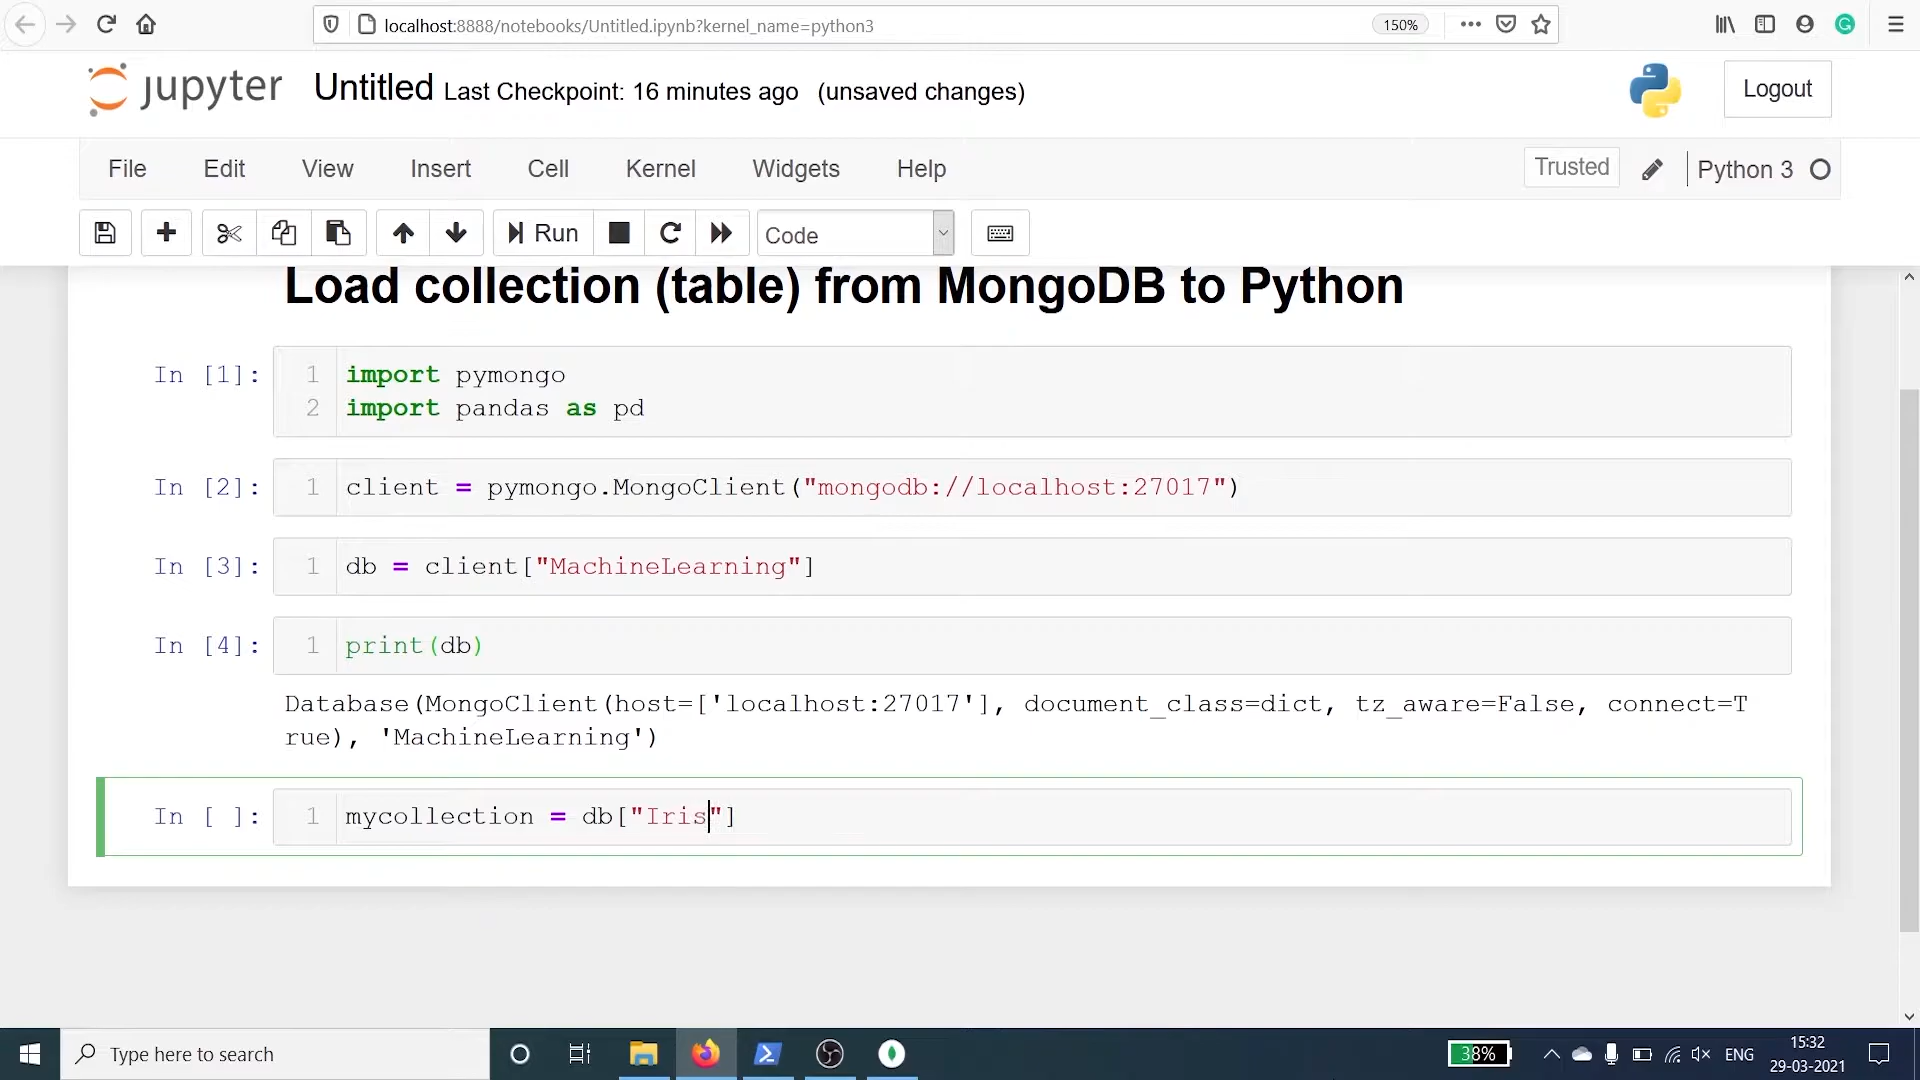 localhost:8888/notebooks/Untitled.ipynb?kernel_name=python3
150%
jupyter Untitled Last Checkpoint: 16 minutes ago (unsaved changes)
Logout
File Edit View Insert Cell Kernel Widgets Help
Trusted
Python 3
Run
Code
Load collection (table) from MongoDB to Python
In [1]: 1 import pymongo
2 import pandas as pd
In [2]: 1 client = pymongo.MongoClient("mongodb://localhost:27017")
In [3]: 1 db = client["MachineLearning"]
In [4]: 1 print(db)
Database(MongoClient(host=['localhost:27017'], document_class=dict, tz_aware=False, connect=T
rue), 'MachineLearning')
In [ ]: 1 mycollection = db["Iris"]
Type here to search
38%
ENG
15:32
29-03-2021